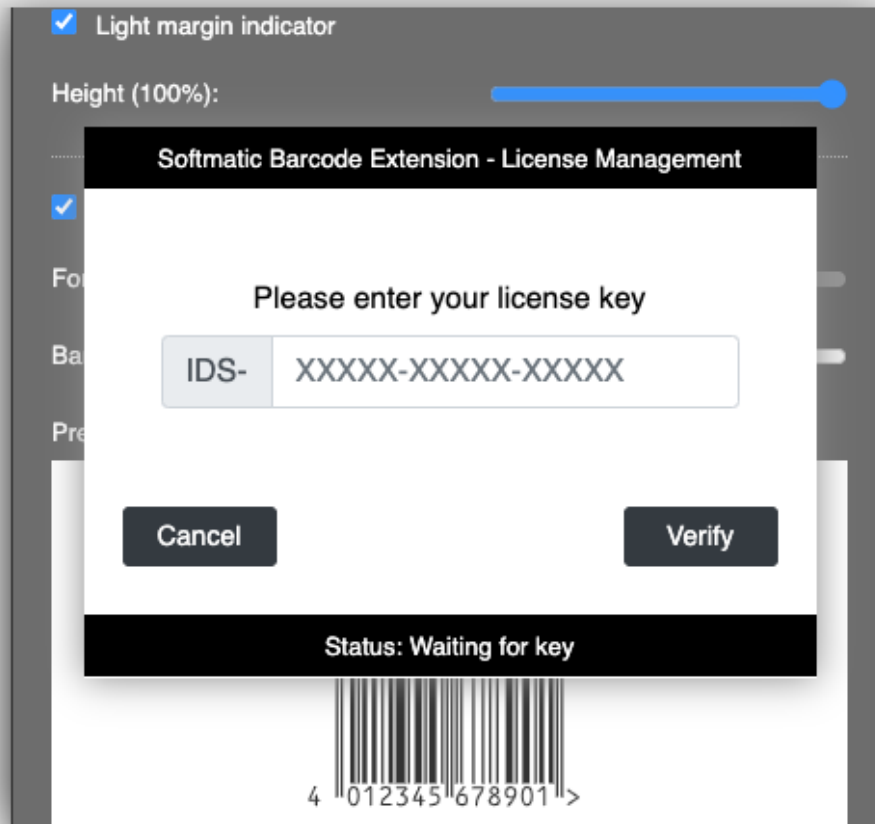 Light margin indicator
Height (100%):
Softmatic Barcode Extension - License Management
Please enter your license key
IDS- XXXXX-XXXXX-XXXXX
Cancel Verify
Status: Waiting for key
4 012345 678901 >